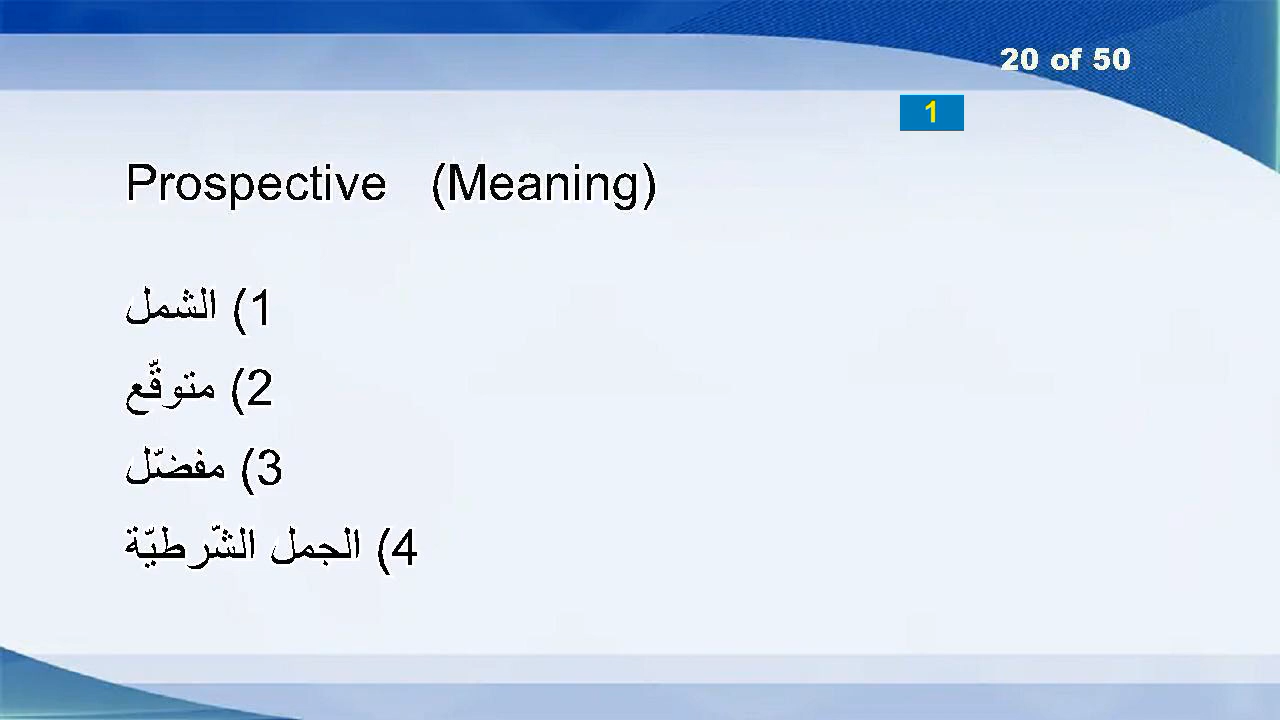 20 of 50
1
Prospective (Meaning)
1) الشمل
2) متوقّع
3) مفضّل
4) الجمل الشّرطيّة